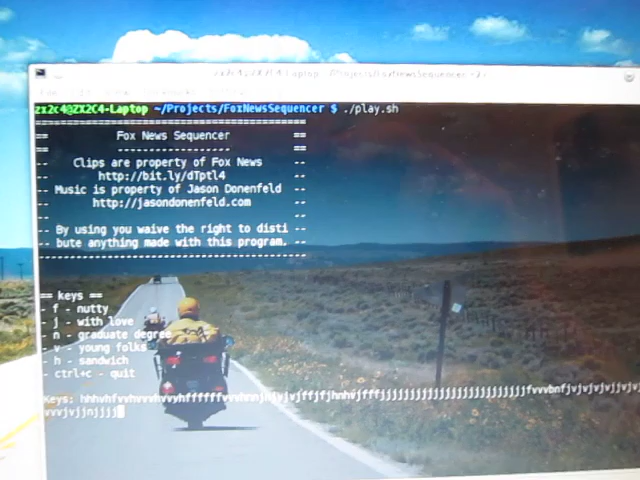 zx2c4@ZX2C4-Laptop ~/Projects/FoxNewsSequencer $ ./play.sh
== Fox News Sequencer ==
== ------------------- ==
-- Clips are property of Fox News --
-- http://bit.ly/dTptl4 --
-- Music is property of Jason Donenfeld --
-- http://jasondonenfeld.com --
-- By using you waive the right to disti --
-- bute anything made with this program. --
== keys ==
- f - nutty
- j - with love
- n - graduate degree
- v - young folks
- h - sandwich
- ctrl+c - quit
Keys: